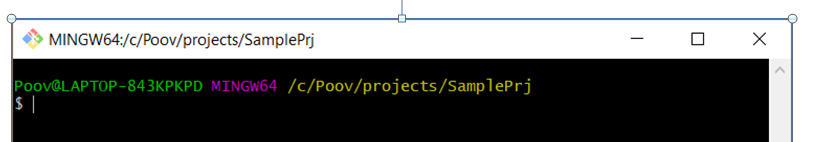 MINGW64:/c/Poov/projects/SamplePrj
Poov@LAPTOP-843KPKPD MINGW64 /c/Poov/projects/SamplePrj
$